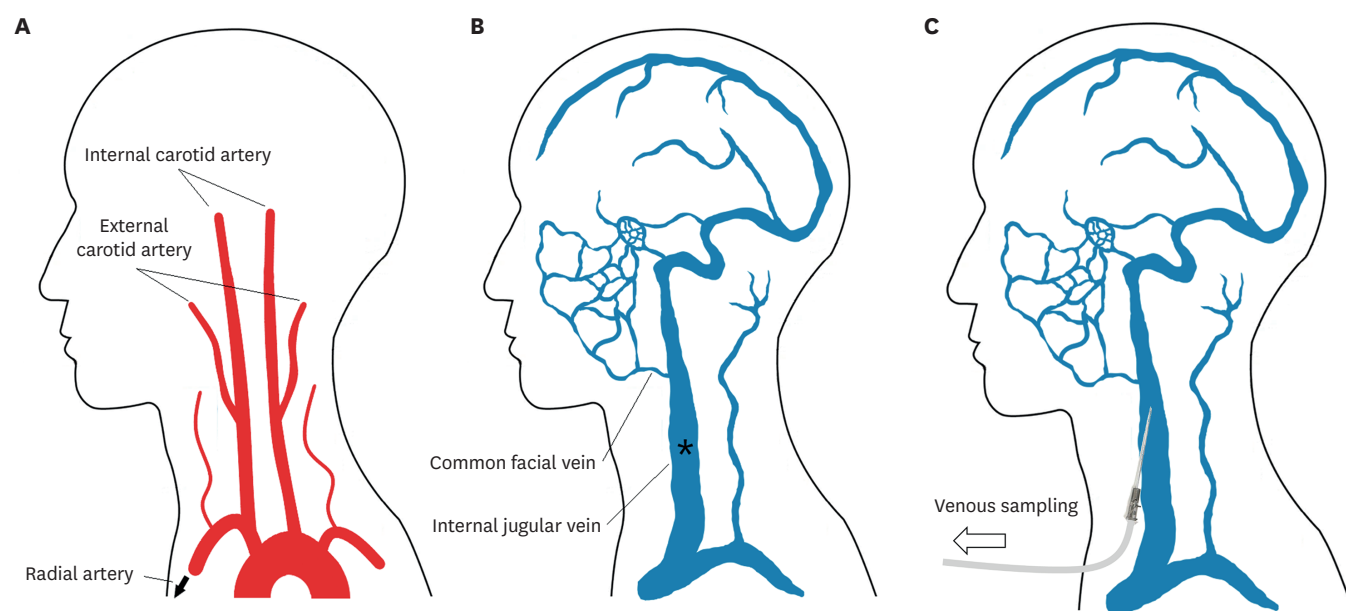 A
Internal carotid artery
External
carotid artery
Radial artery
B
Common facial vein
*
Internal jugular vein
C
Venous sampling